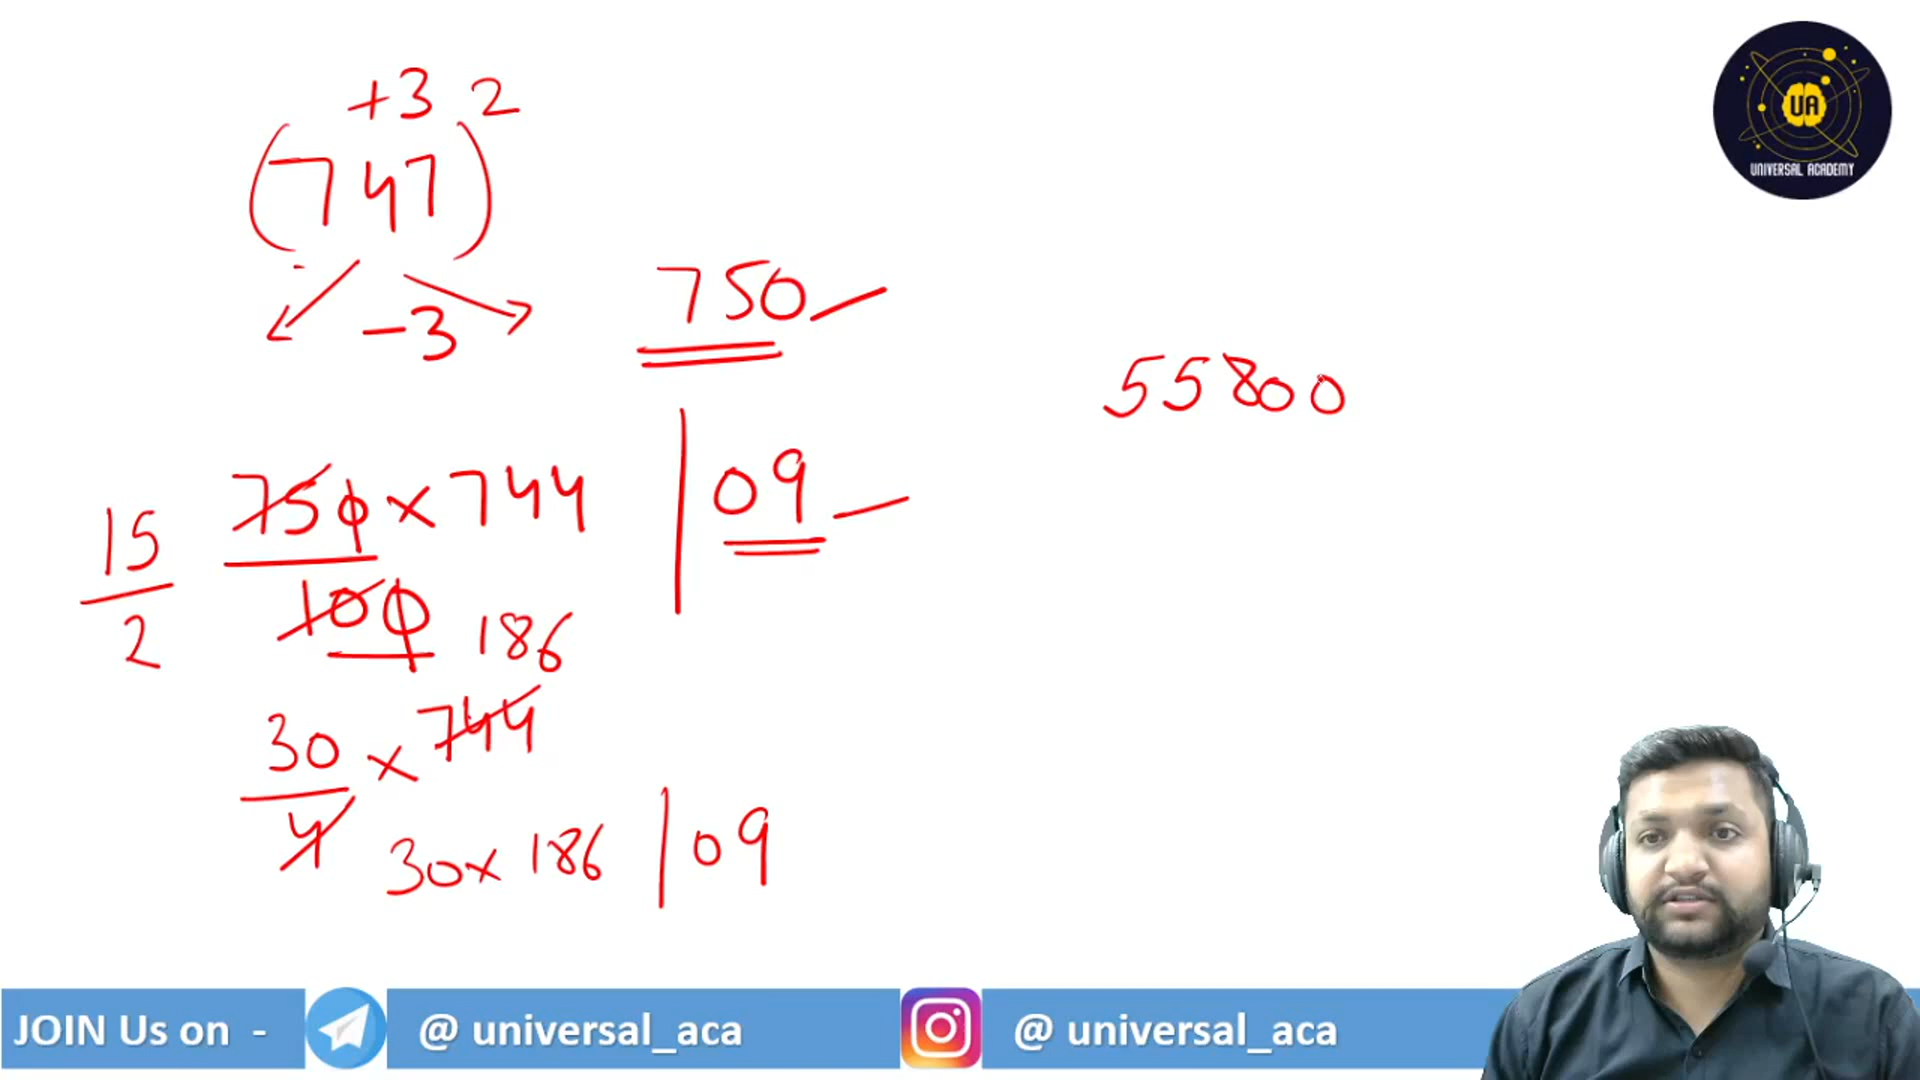 +3 2
(747)
-3
750
55800
750 × 744 | 09
15
2
100
186
30 × 744
4
30 × 186 | 09
UA
UNIVERSAL ACADEMY
JOIN Us on - @ universal_aca @ universal_aca